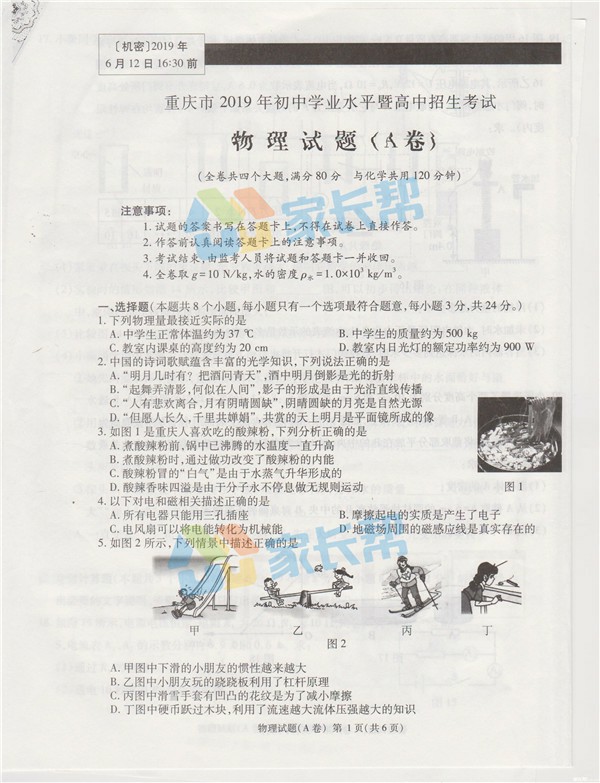 〔机密〕2019 年
6 月 12 日 16:30 前
重庆市 2019 年初中学业水平暨高中招生考试
物 理 试 题（A 卷）
(全卷共四个大题,满分 80 分　与化学共用 120 分钟)
注意事项：
1. 试题的答案书写在答题卡上,不得在试卷上直接作答。
2. 作答前认真阅读答题卡上的注意事项。
3. 考试结束,由监考人员将试题和答题卡一并收回。
4. 全卷取 g=10 N/kg,水的密度 ρ水=1.0×10³ kg/m³。
家长帮
一、选择题(本题共 8 个小题,每小题只有一个选项最符合题意,每小题 3 分,共 24 分。)
1. 下列物理量最接近实际的是
A. 中学生正常体温约为 37 ℃　B. 中学生的质量约为 500 kg
C. 教室内课桌的高度约为 20 cm　D. 教室内日光灯的额定功率约为 900 W
2. 中国的诗词歌赋蕴含丰富的光学知识,下列说法正确的是
A. “明月几时有？把酒问青天”,酒中明月倒影是光的折射
B. “起舞弄清影,何似在人间”,影子的形成是由于光沿直线传播
C. “人有悲欢离合,月有阴晴圆缺”,阴晴圆缺的月亮是自然光源
D. “但愿人长久,千里共婵娟”,共赏的天上明月是平面镜所成的像
3. 如图 1 是重庆人喜欢吃的酸辣粉,下列分析正确的是
A. 煮酸辣粉前,锅中已沸腾的水温度一直升高
B. 煮酸辣粉时,通过做功改变了酸辣粉的内能
C. 酸辣粉冒的“白气”是由于水蒸气升华形成的
D. 酸辣香味四溢是由于分子永不停息做无规则运动
图 1
4. 以下对电和磁相关描述正确的是
A. 所有电器只能用三孔插座　B. 摩擦起电的实质是产生了电子
C. 电风扇可以将电能转化为机械能　D. 地磁场周围的磁感应线是真实存在的
5. 如图 2 所示,下列情景中描述正确的是
家长帮
甲　乙　丙　丁
图 2
A. 甲图中下滑的小朋友的惯性越来越大
B. 乙图中小朋友玩的跷跷板利用了杠杆原理
C. 丙图中滑雪手套有凹凸的花纹是为了减小摩擦
D. 丁图中硬币跃过木块,利用了流速越大流体压强越大的知识
物理试题(A 卷)　第 1 页(共 6 页)